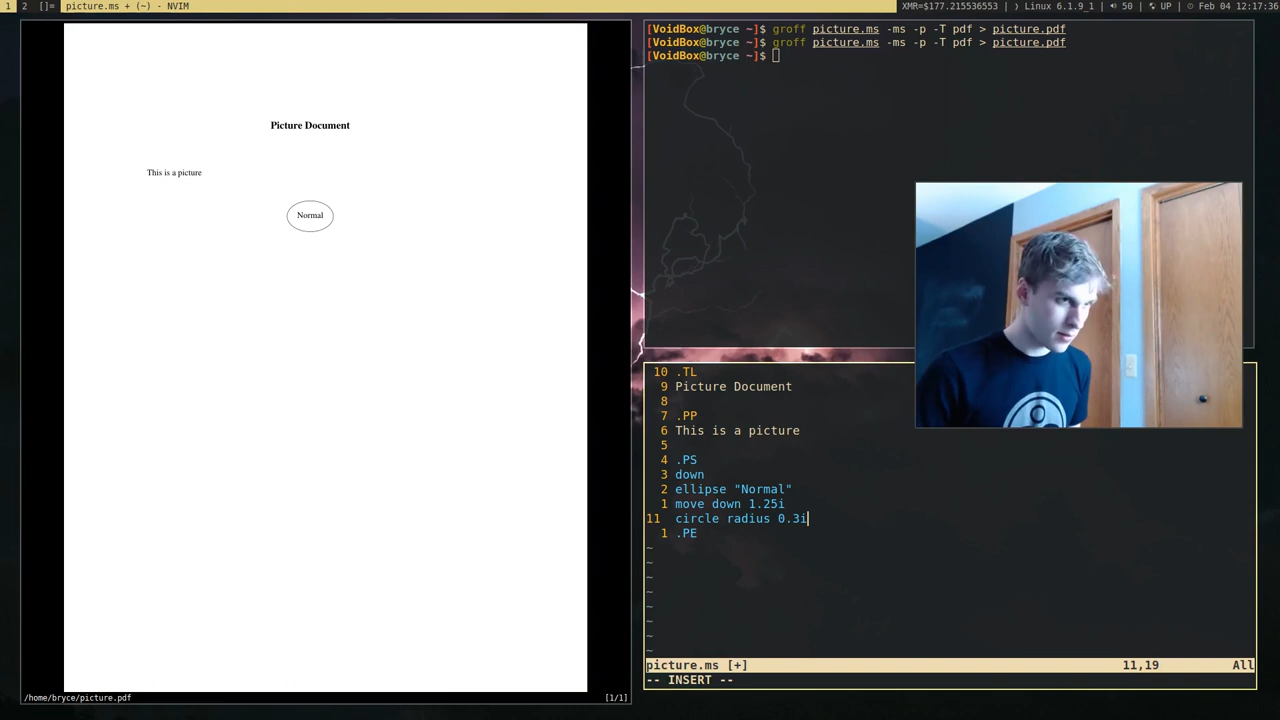 1 2 []= picture.ms + (~) - NVIM XMR=$177.215536553 | Linux 6.1.9_1 | 50 | UP | Feb 04 12:17:36
Picture Document
This is a picture
Normal
/home/bryce/picture.pdf [1/1]
[VoidBox@bryce ~]$ groff picture.ms -ms -p -T pdf > picture.pdf
[VoidBox@bryce ~]$ groff picture.ms -ms -p -T pdf > picture.pdf
[VoidBox@bryce ~]$
10 .TL
9 Picture Document
8
7 .PP
6 This is a picture
5
4 .PS
3 down
2 ellipse "Normal"
1 move down 1.25i
11 circle radius 0.3i
1 .PE
~
~
~
~
~
~
~
~
picture.ms [+] 11,19 All
-- INSERT --